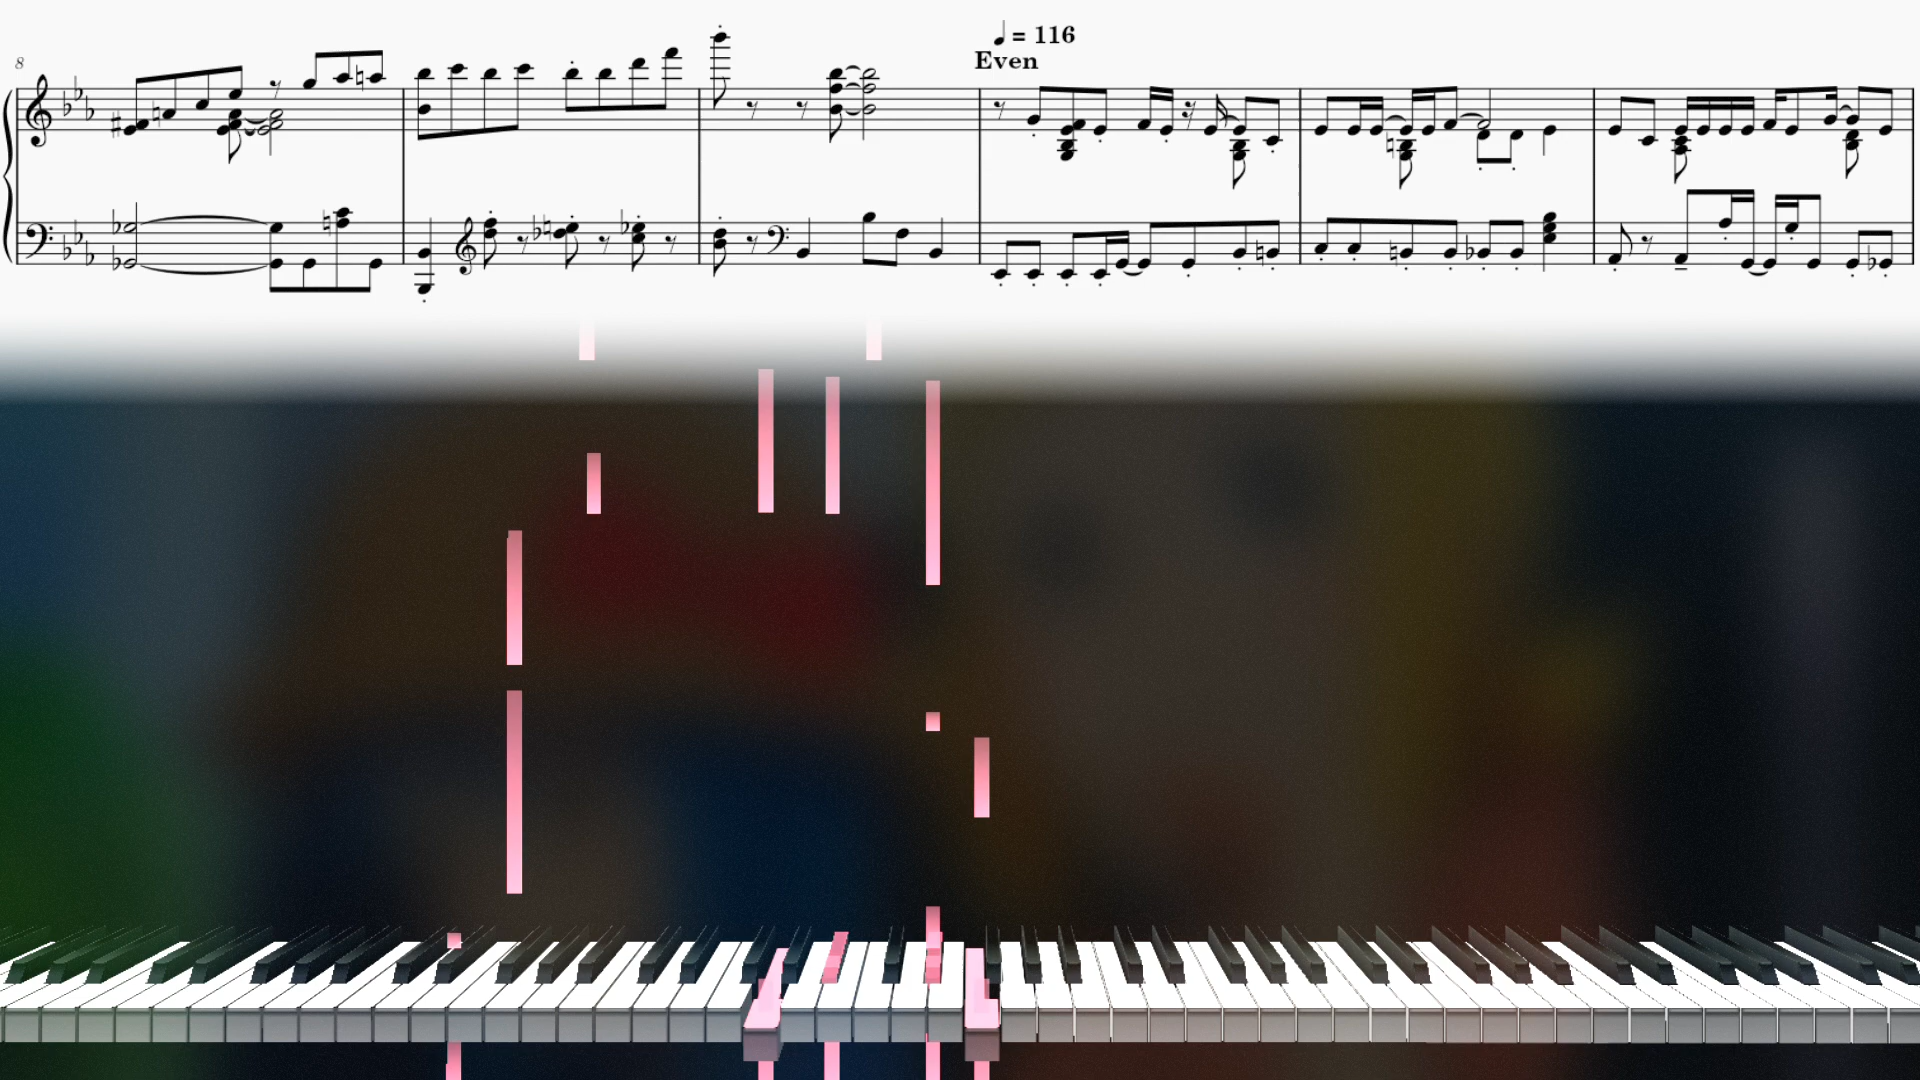 8
♩ = 116
Even